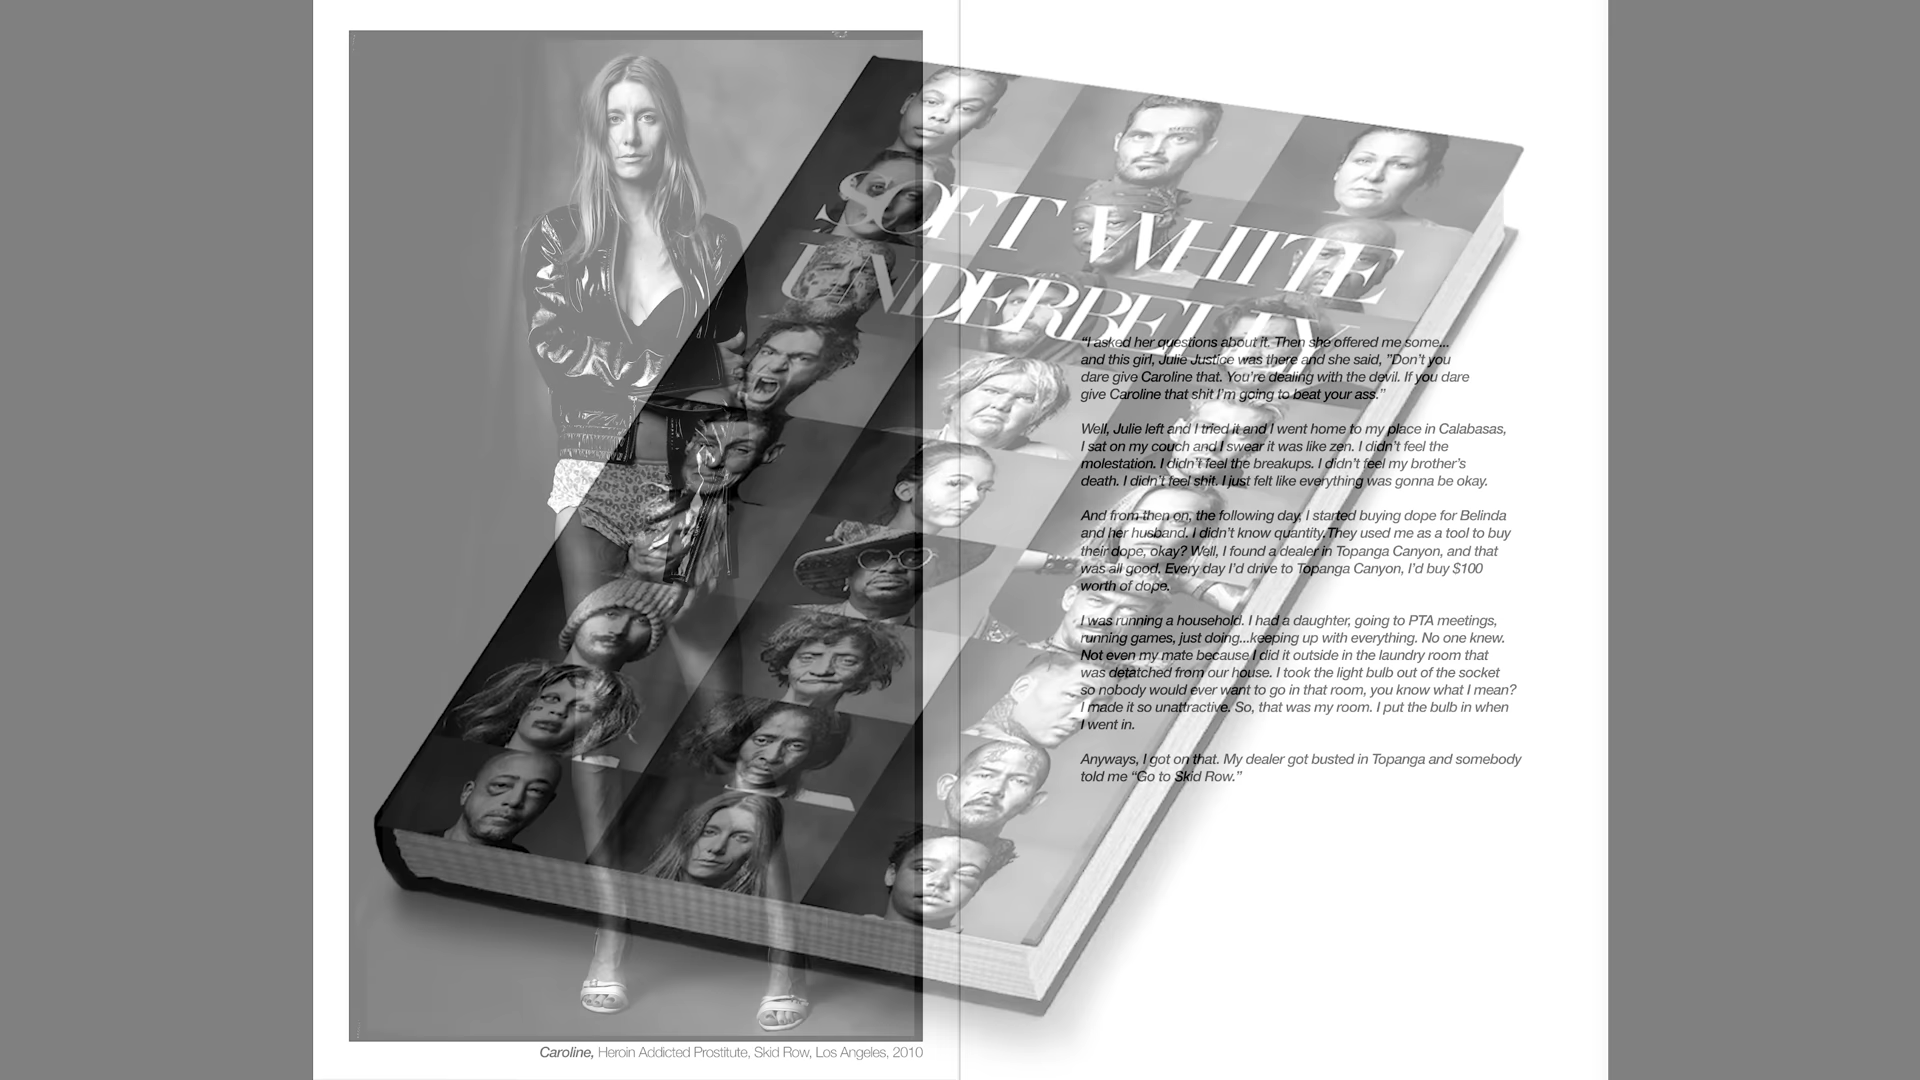 SOFT WHITE
UNDERBELLY
“I asked her questions about it. Then she offered me some...
and this girl, Julie Justice was there and she said, ”Don’t you
dare give Caroline that. You’re dealing with the devil. If you dare
give Caroline that shit I’m going to beat your ass.”
Well, Julie left and I tried it and I went home to my place in Calabasas,
I sat on my couch and I swear it was like zen. I didn’t feel the
molestation. I didn’t feel the breakups. I didn’t feel my brother’s
death. I didn’t feel shit. I just felt like everything was gonna be okay.
And from then on, the following day, I started buying dope for Belinda
and her husband. I didn’t know quantity. They used me as a tool to buy
their dope, okay? Well, I found a dealer in Topanga Canyon, and that
was all good. Every day I’d drive to Topanga Canyon, I’d buy $100
worth of dope.
I was running a household. I had a daughter, going to PTA meetings,
running games, just doing...keeping up with everything. No one knew.
Not even my mate because I did it outside in the laundry room that
was detatched from our house. I took the light bulb out of the socket
so nobody would ever want to go in that room, you know what I mean?
I made it so unattractive. So, that was my room. I put the bulb in when
I went in.
Anyways, I got on that. My dealer got busted in Topanga and somebody
told me “Go to Skid Row.”
Caroline, Heroin Addicted Prostitute, Skid Row, Los Angeles, 2010